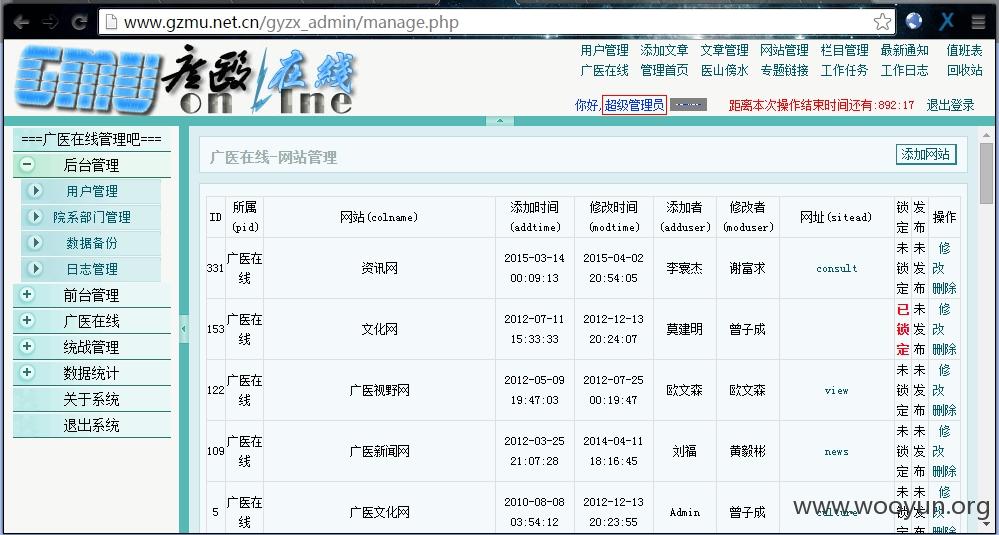 www.gzmu.net.cn/gyzx_admin/manage.php
GMU 广医在线
on line
用户管理 添加文章 文章管理 网站管理 栏目管理 最新通知 值班表
广医在线 管理首页 医山傍水 专题链接 工作任务 工作日志 回收站
你好,超级管理员 距离本次操作结束时间还有:892:17 退出登录
===广医在线管理吧===
后台管理
用户管理
院系部门管理
数据备份
日志管理
前台管理
广医在线
统战管理
数据统计
关于系统
退出系统
广医在线-网站管理 添加网站
ID 所属(pid) 网站(colname) 添加时间(addtime) 修改时间(modtime) 添加者(adduser) 修改者(moduser) 网址(sitead) 锁定 发布 操作
331 广医在线 资讯网 2015-03-14 00:09:13 2015-04-02 20:54:05 李寰杰 谢富求 consult 未锁定 未发布 修改 删除
153 广医在线 文化网 2012-07-11 15:33:33 2012-12-13 20:24:07 莫建明 曾子成 已锁定 未发布 修改 删除
122 广医在线 广医视野网 2012-05-09 19:47:03 2012-07-25 00:19:47 欧文森 欧文森 view 未锁定 未发布 修改 删除
109 广医在线 广医新闻网 2012-03-25 21:07:28 2014-04-11 18:16:45 刘福 黄毅彬 news 未锁定 未发布 修改 删除
5 广医在线 广医文化网 2010-08-08 03:54:12 2012-12-13 20:23:55 Admin 曾子成 culture 未锁 未发 修 删除
www.wooyun.org